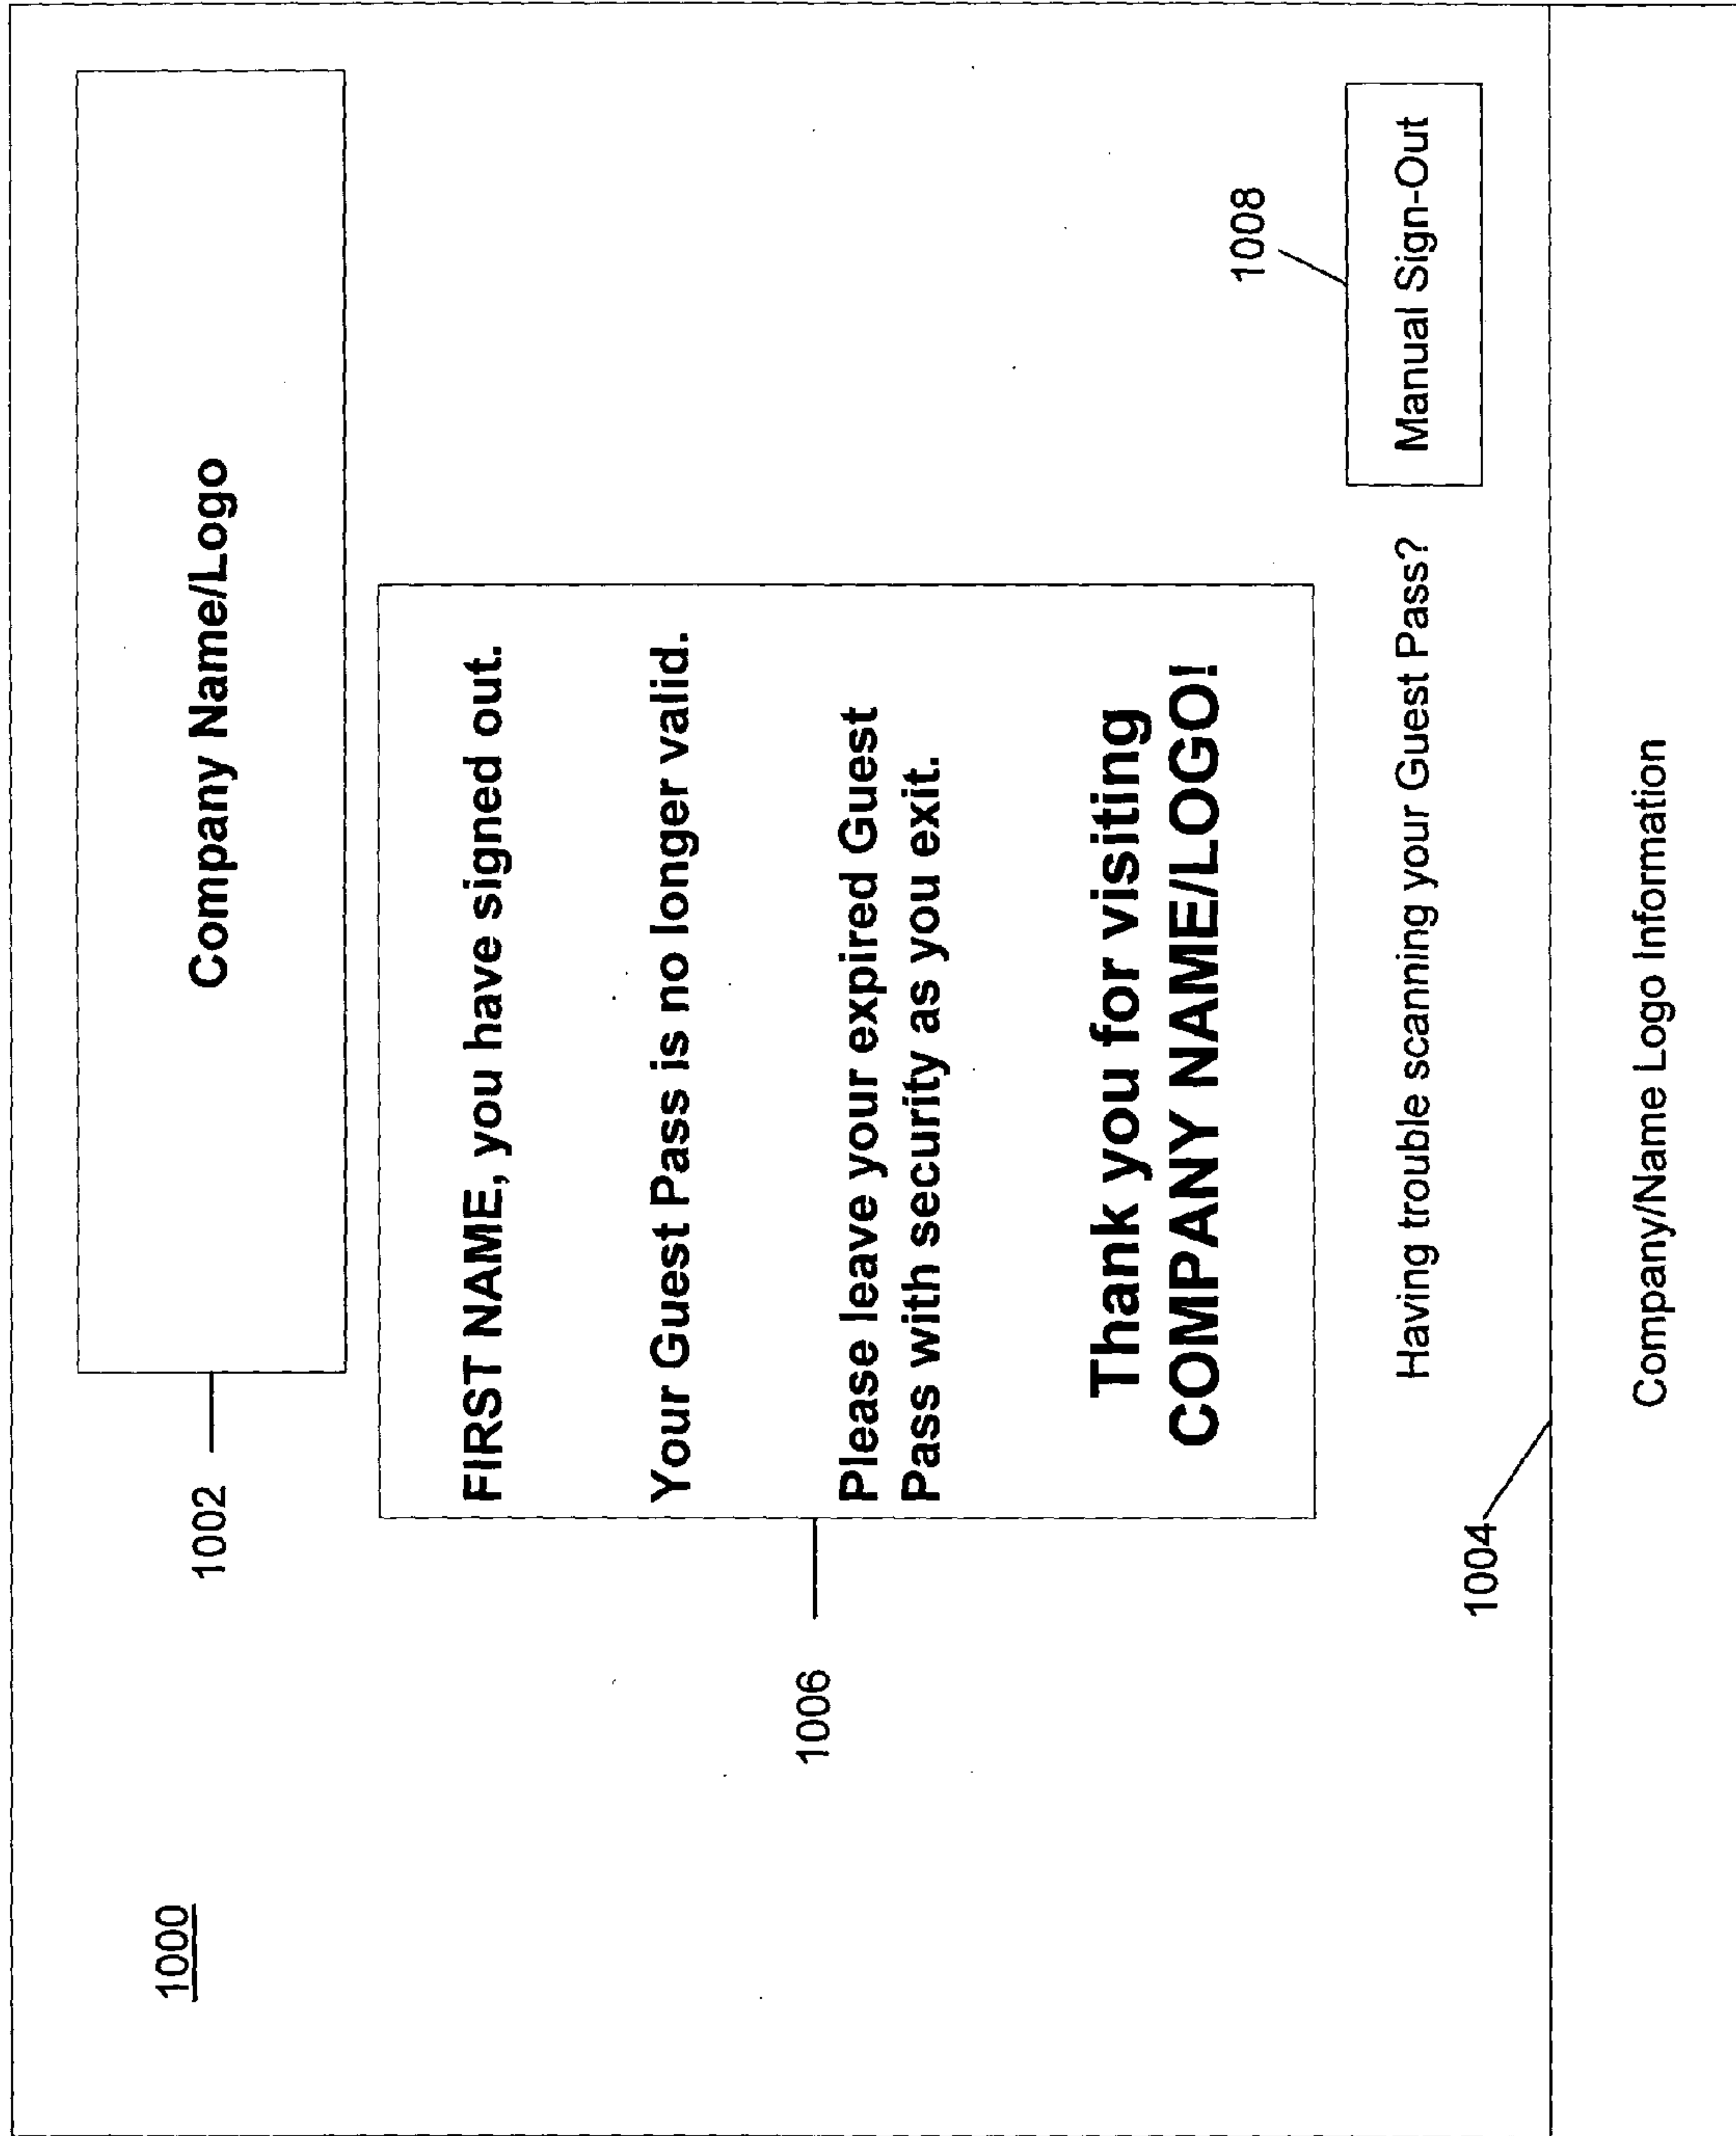 1000
1002
Company Name/Logo
1006
FIRST NAME, you have signed out.
Your Guest Pass is no longer valid.
Please leave your expired Guest
Pass with security as you exit.
Thank you for visiting
COMPANY NAME/LOGO!
1008
Having trouble scanning your Guest Pass?
Manual Sign-Out
1004
Company/Name Logo Information